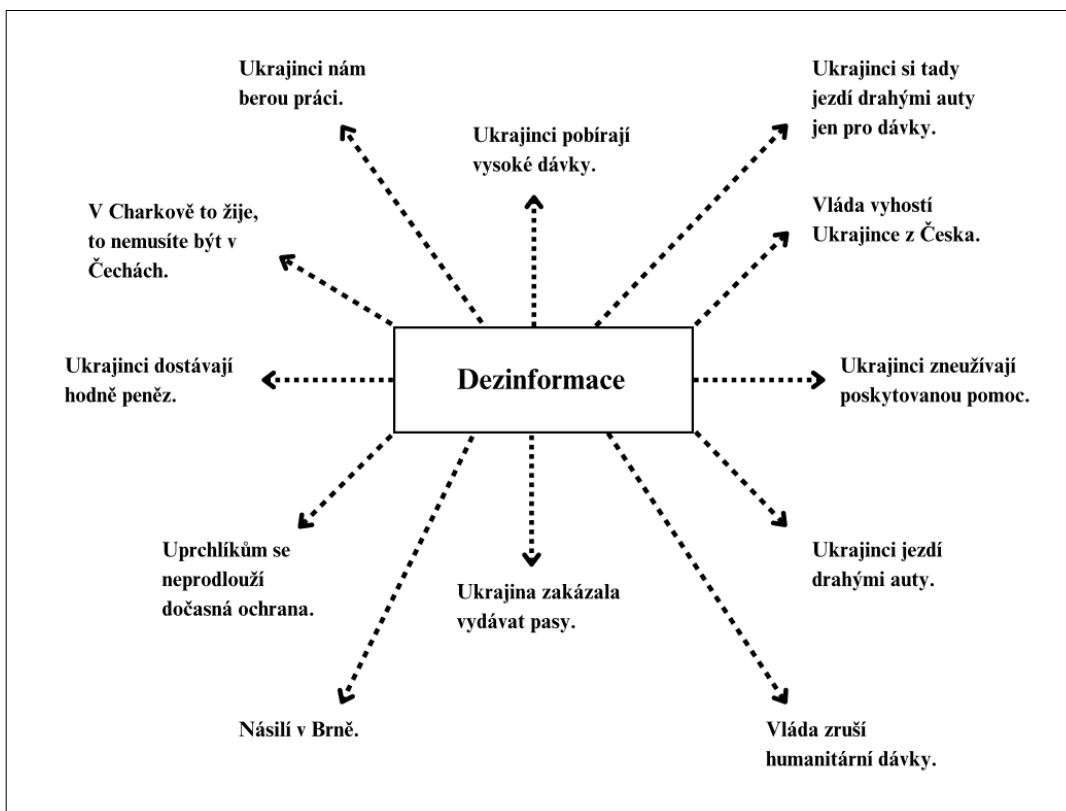 Ukrajinci nám
berou práci.
Ukrajinci pobírají
vysoké dávky.
Ukrajinci si tady
jezdí drahými auty
jen pro dávky.
V Charkově to žije,
to nemusíte být v
Čechách.
Vláda vyhostí
Ukrajince z Česka.
Ukrajinci dostávají
hodně peněz.
Dezinformace
Ukrajinci zneužívají
poskytovanou pomoc.
Uprchlíkům se
neprodlouží
dočasná ochrana.
Ukrajina zakázala
vydávat pasy.
Ukrajinci jezdí
drahými auty.
Násilí v Brně.
Vláda zruší
humanitární dávky.